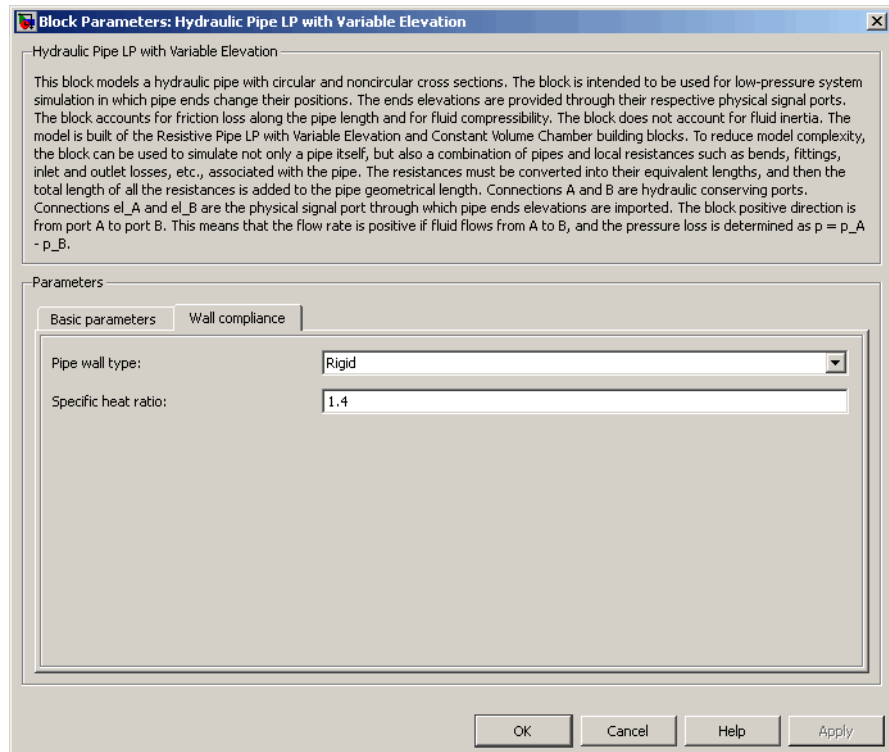 Block Parameters: Hydraulic Pipe LP with Variable Elevation
Hydraulic Pipe LP with Variable Elevation
This block models a hydraulic pipe with circular and noncircular cross sections. The block is intended to be used for low-pressure system
simulation in which pipe ends change their positions. The ends elevations are provided through their respective physical signal ports.
The block accounts for friction loss along the pipe length and for fluid compressibility. The block does not account for fluid inertia. The
model is built of the Resistive Pipe LP with Variable Elevation and Constant Volume Chamber building blocks. To reduce model complexity,
the block can be used to simulate not only a pipe itself, but also a combination of pipes and local resistances such as bends, fittings,
inlet and outlet losses, etc., associated with the pipe. The resistances must be converted into their equivalent lengths, and then the
total length of all the resistances is added to the pipe geometrical length. Connections A and B are hydraulic conserving ports.
Connections el_A and el_B are the physical signal port through which pipe ends elevations are imported. The block positive direction is
from port A to port B. This means that the flow rate is positive if fluid flows from A to B, and the pressure loss is determined as p = p_A
- p_B.
Parameters
Basic parameters Wall compliance
Pipe wall type: Rigid
Specific heat ratio: 1.4
OK Cancel Help Apply